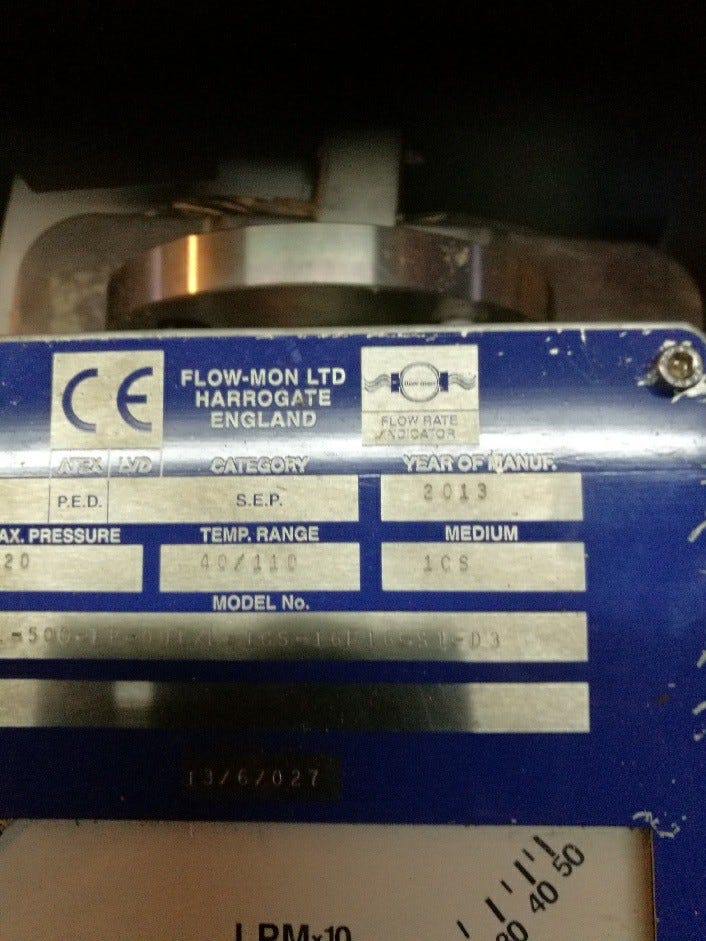 CE
FLOW-MON LTD
HARROGATE
ENGLAND
FLOW RATE
INDICATOR
ATEX LVD CATEGORY YEAR OF MANUF.
P.E.D. S.E.P. 2013
AX. PRESSURE TEMP. RANGE MEDIUM
20 40/110 1CS
MODEL No.
13/6/027
LPM×10
40 50